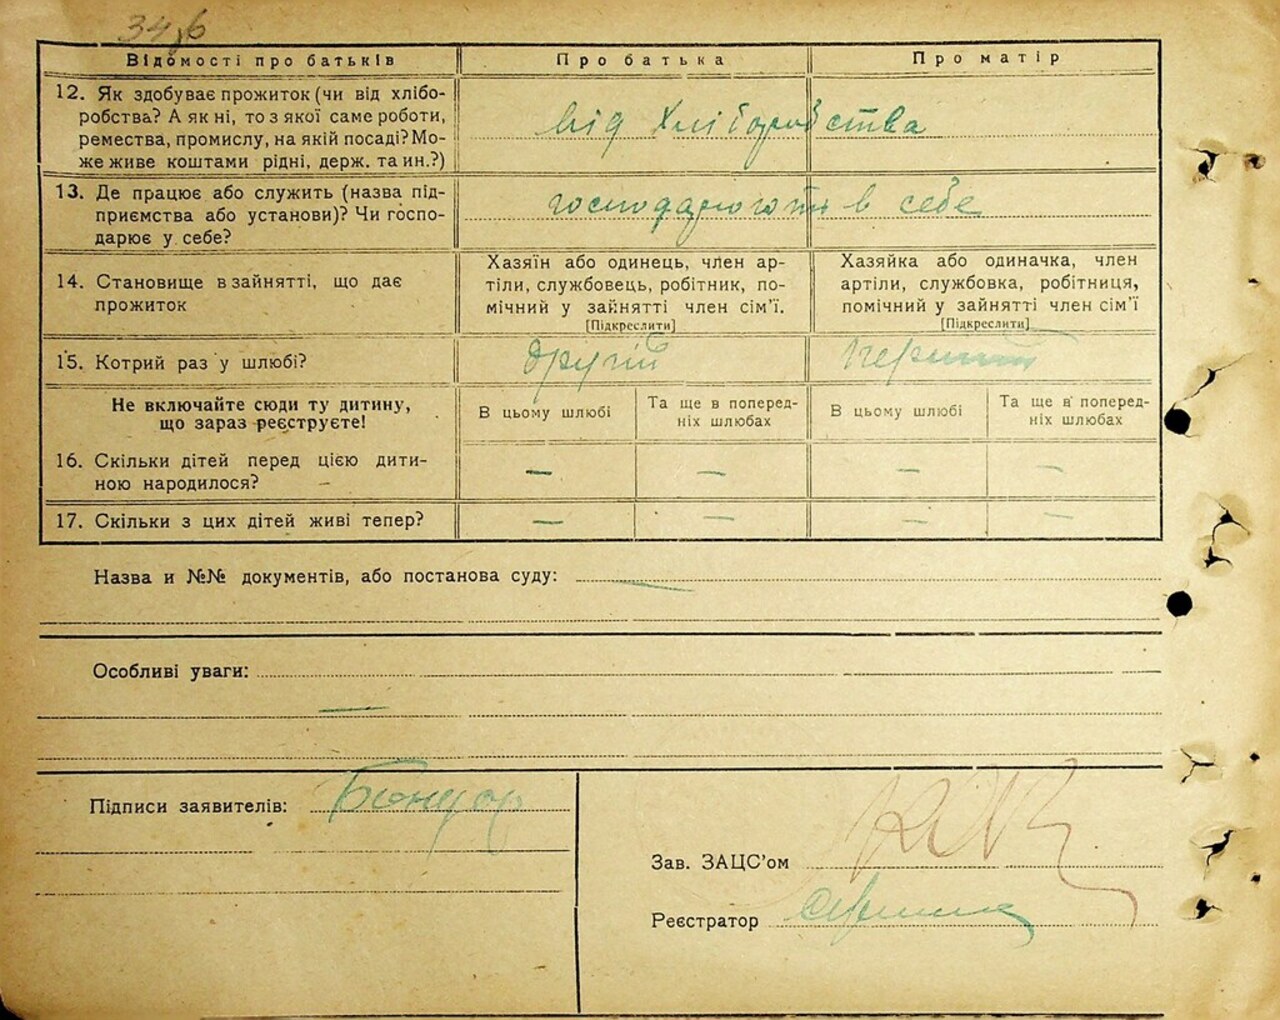 34зв
Відомості про батьків
Про батька
Про матір
12. Як здобуває прожиток (чи від хлібо-
робства? А як ні, то з якої саме роботи,
ремества, промислу, на якій посаді? Мо-
же живе коштами рідні, держ. та ин.?)
від хліборобства
13. Де працює або служить (назва під-
приємства або установи)? Чи госпо-
дарює у себе?
в себе
14. Становище в зайнятті, що дає
прожиток
Хазяїн або одинець, член ар-
тілі, службовець, робітник, по-
мічний у зайнятті член сім'ї.
[Підкреслити]
Хазяйка або одиначка, член
артілі, службовка, робітниця,
помічний у зайнятті член сім'ї
[Підкреслити]
15. Котрий раз у шлюбі?
другий
перший
Не включайте сюди ту дитину,
що зараз реєструєте!
В цьому шлюбі
Та ще в поперед-
ніх шлюбах
В цьому шлюбі
Та ще в поперед-
ніх шлюбах
16. Скільки дітей перед цією дити-
ною народилося?
— — — —
17. Скільки з цих дітей живі тепер?
— — — —
Назва и №№ документів, або постанова суду: —
Особливі уваги:
—
Підписи заявителів: Бондар
Зав. ЗАЦС'ом
Реєстратор